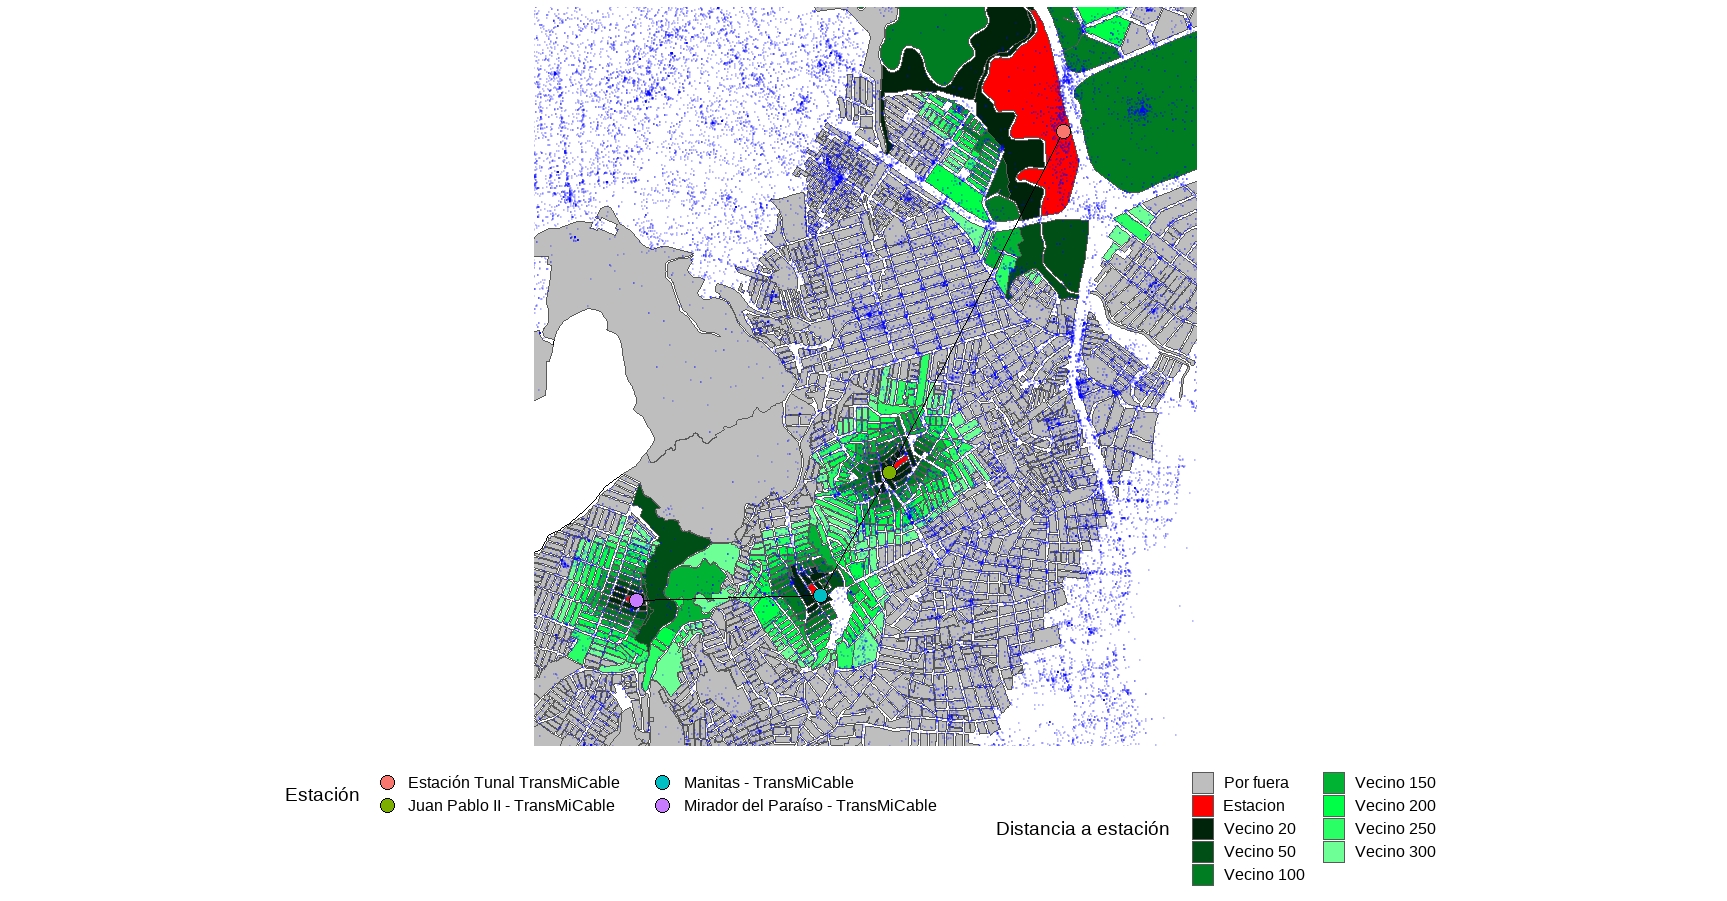 Estación
Estación Tunal TransMiCable
Juan Pablo II - TransMiCable
Manitas - TransMiCable
Mirador del Paraíso - TransMiCable
Distancia a estación
Por fuera
Estacion
Vecino 20
Vecino 50
Vecino 100
Vecino 150
Vecino 200
Vecino 250
Vecino 300